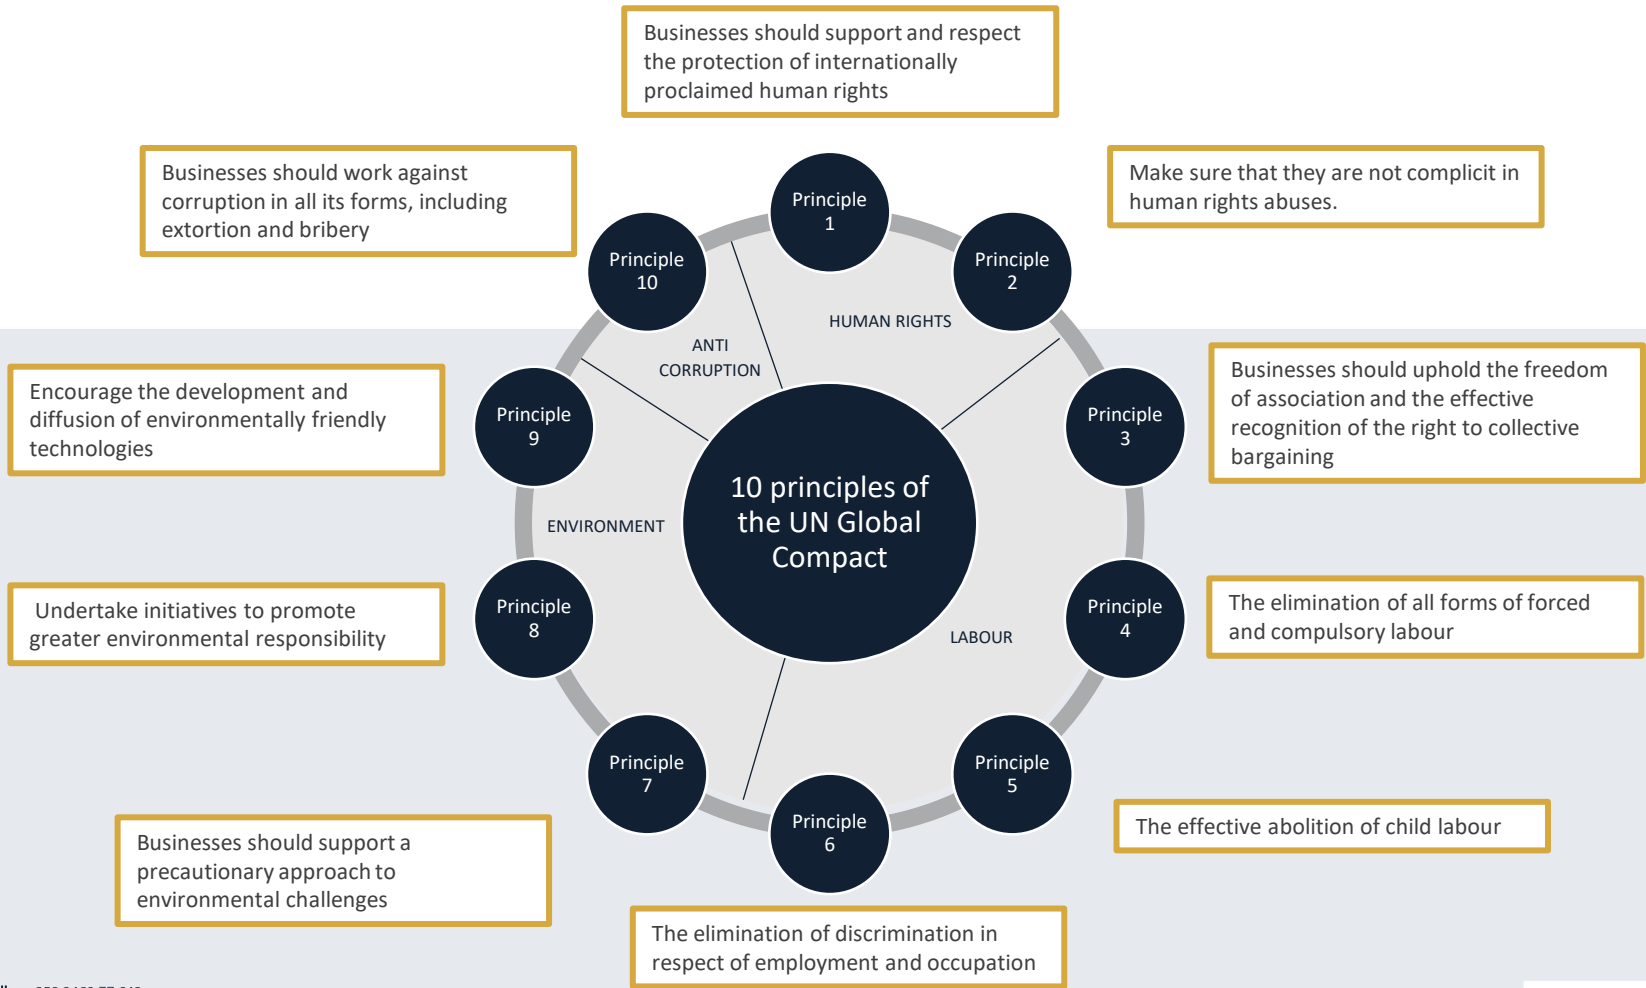 Businesses should support and respect
the protection of internationally
proclaimed human rights
Businesses should work against
corruption in all its forms, including
extortion and bribery
Make sure that they are not complicit in
human rights abuses.
Principle
1
Principle
10
Principle
2
HUMAN RIGHTS
ANTI
CORRUPTION
Encourage the development and
diffusion of environmentally friendly
technologies
Principle
9
Principle
3
Businesses should uphold the freedom
of association and the effective
recognition of the right to collective
bargaining
10 principles of
the UN Global
Compact
ENVIRONMENT
Undertake initiatives to promote
greater environmental responsibility
Principle
8
LABOUR
Principle
4
The elimination of all forms of forced
and compulsory labour
Principle
7
Principle
5
Principle
6
Businesses should support a
precautionary approach to
environmental challenges
The effective abolition of child labour
The elimination of discrimination in
respect of employment and occupation